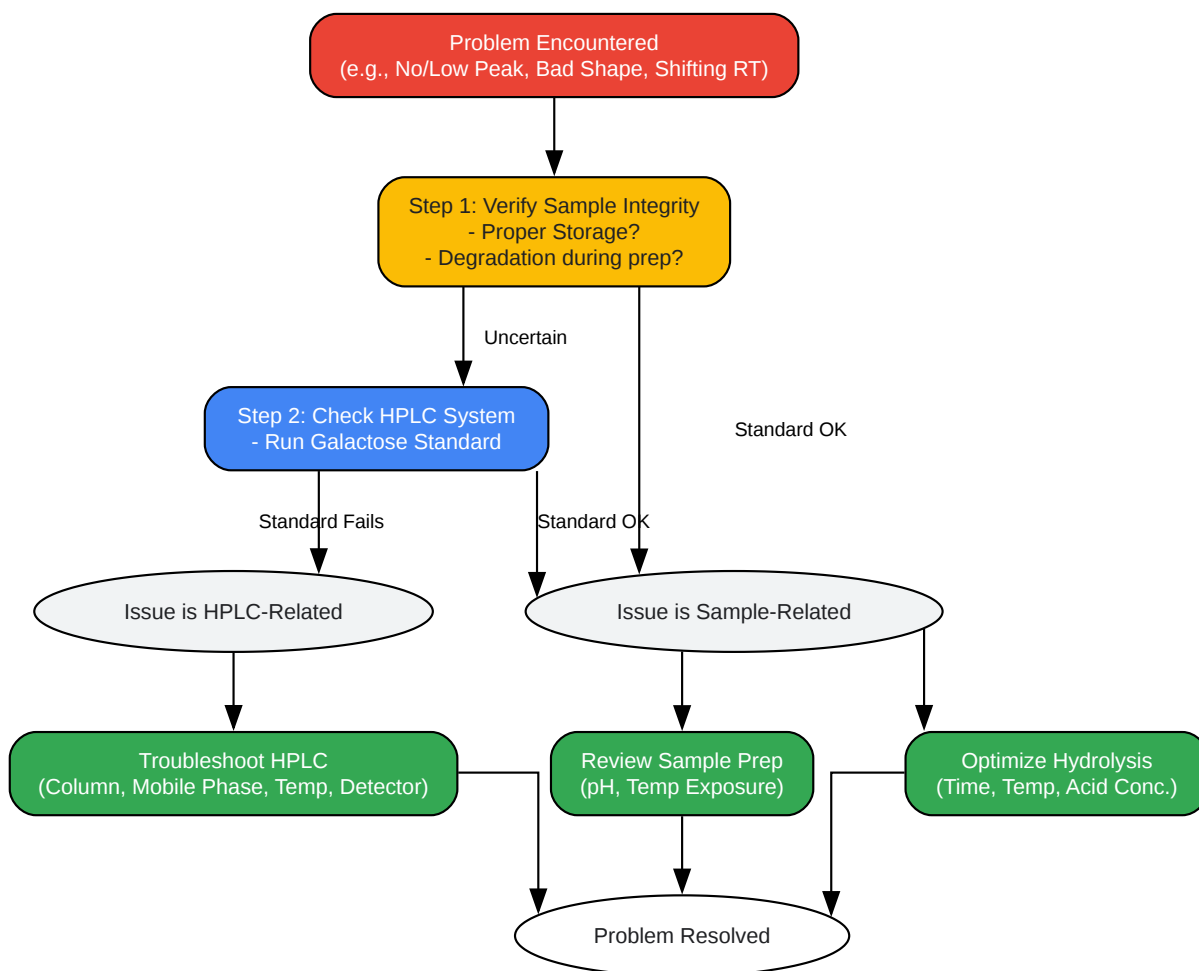 Problem Encountered
(e.g., No/Low Peak, Bad Shape, Shifting RT)
Step 1: Verify Sample Integrity
- Proper Storage?
- Degradation during prep?
Uncertain
Step 2: Check HPLC System
- Run Galactose Standard
Standard OK
Standard Fails
Standard OK
Issue is HPLC-Related
Issue is Sample-Related
Troubleshoot HPLC
(Column, Mobile Phase, Temp, Detector)
Review Sample Prep
(pH, Temp Exposure)
Optimize Hydrolysis
(Time, Temp, Acid Conc.)
Problem Resolved